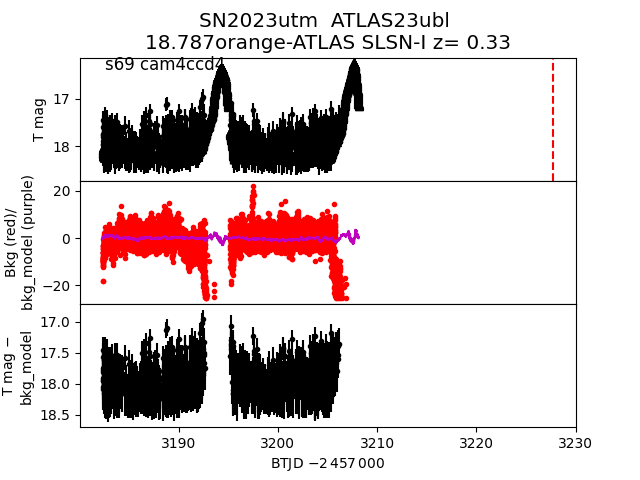 SN2023utm  ATLAS23ubl
18.787orange-ATLAS SLSN-I z= 0.33
s69 cam4ccd4
T mag
17
18
Bkg (red)/
bkg_model (purple)
20
0
−20
T mag −
bkg_model
17.0
17.5
18.0
18.5
3190
3200
3210
3220
3230
BTJD −2 457 000